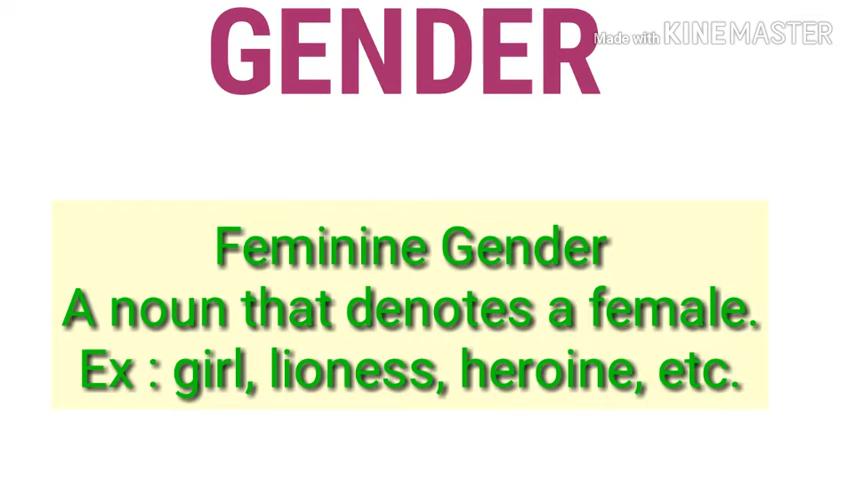 GENDER
Made with KINEMASTER
Feminine Gender
A noun that denotes a female.
Ex : girl, lioness, heroine, etc.